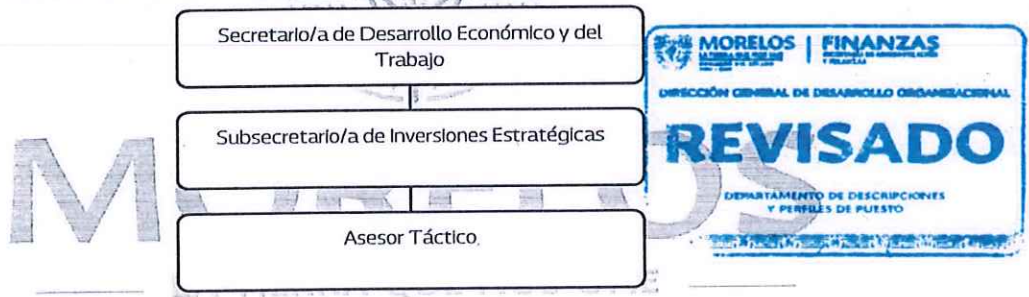 Secretario/a de Desarrollo Económico y del
Trabajo
Subsecretario/a de Inversiones Estratégicas
Asesor Táctico
MORELOS
MORELOS | FINANZAS
DIRECCIÓN GENERAL DE DESARROLLO ORGANIZACIONAL
REVISADO
DEPARTAMENTO DE DESCRIPCIONES
Y PERFILES DE PUESTO